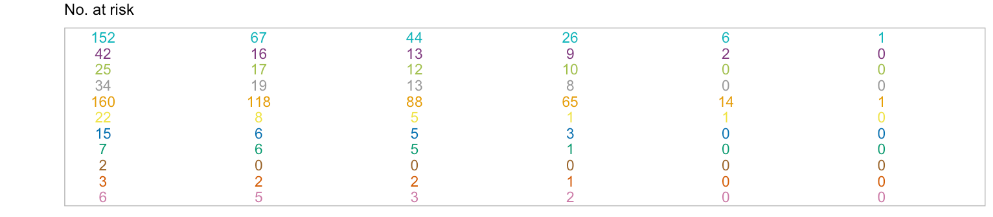 No. at risk
152 67 44 26 6 1
42 16 13 9 2 0
25 17 12 10 0 0
34 19 13 8 0 0
160 118 88 65 14 1
22 8 5 1 1 0
15 6 5 3 0 0
7 6 5 1 0 0
2 0 0 0 0 0
3 2 2 1 0 0
6 5 3 2 0 0